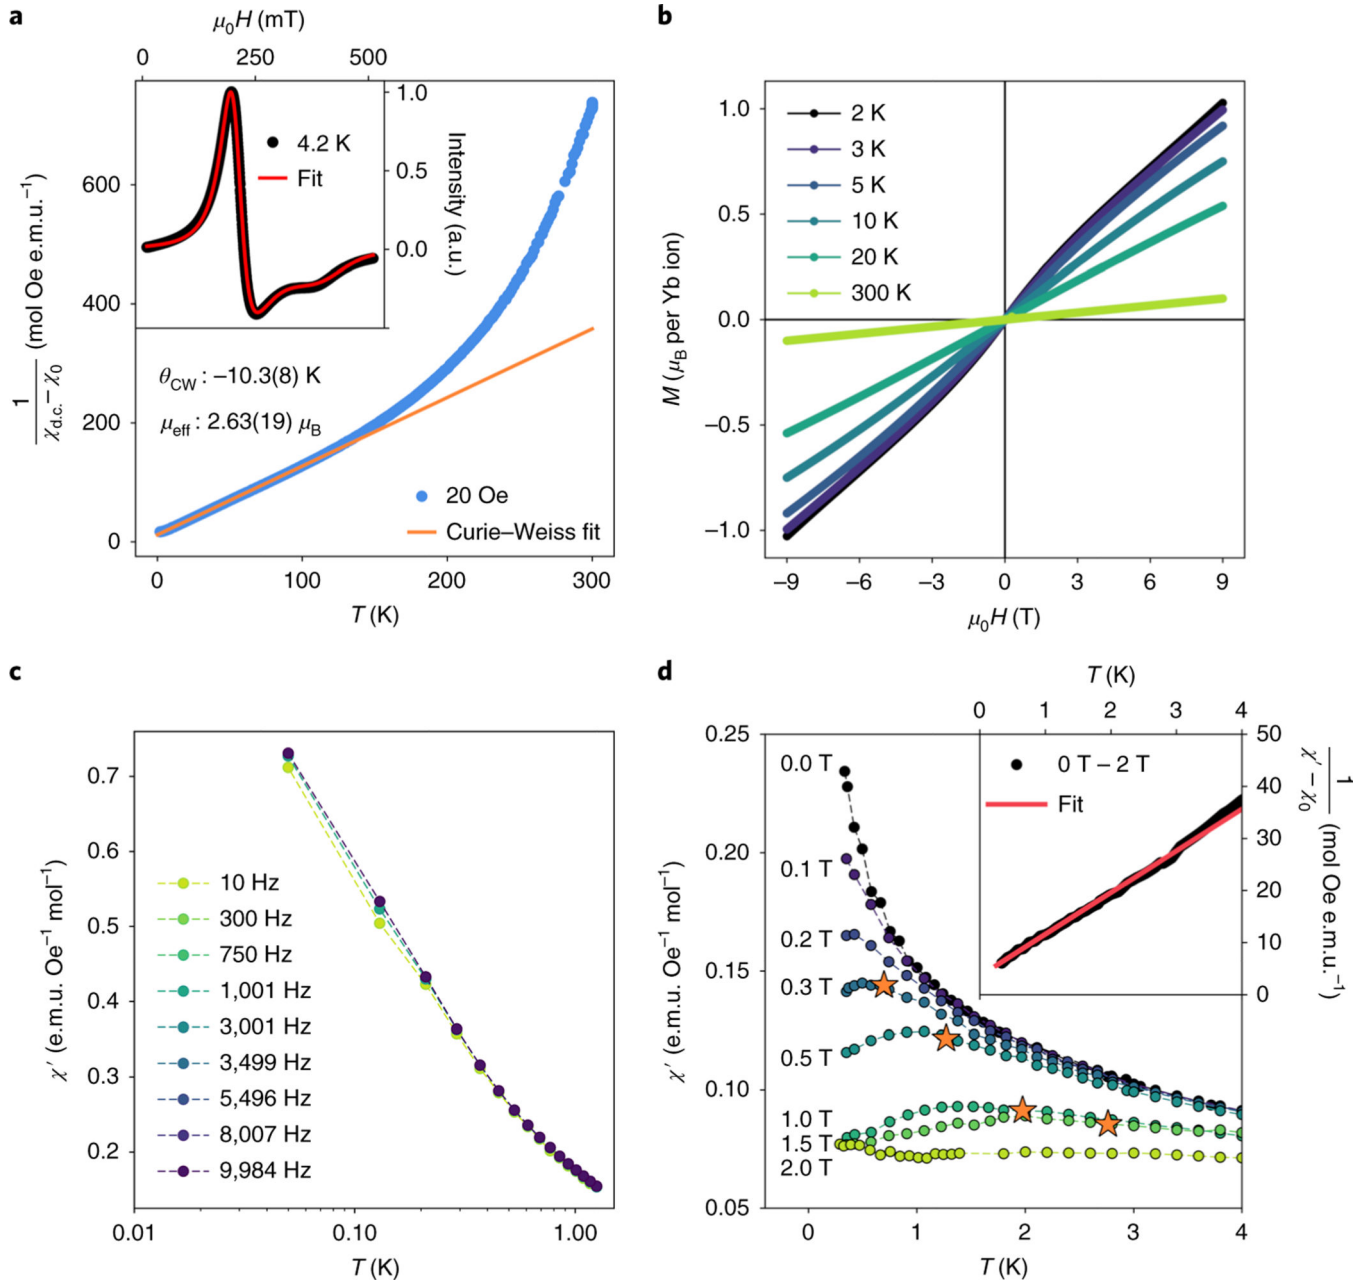 a
μ₀H (mT)
0 250 500
1.0
0.5
0.0
Intensity (a.u.)
4.2 K
Fit
600
400
200
0
1/(χd.c. – χ₀) (mol Oe e.m.u.⁻¹)
θCW : –10.3(8) K
μeff : 2.63(19) μB
20 Oe
Curie–Weiss fit
0 100 200 300
T (K)
b
1.0
0.5
0.0
–0.5
–1.0
M (μB per Yb ion)
2 K
3 K
5 K
10 K
20 K
300 K
–9 –6 –3 0 3 6 9
μ₀H (T)
c
0.7
0.6
0.5
0.4
0.3
0.2
χ′ (e.m.u. Oe⁻¹ mol⁻¹)
10 Hz
300 Hz
750 Hz
1,001 Hz
3,001 Hz
3,499 Hz
5,496 Hz
8,007 Hz
9,984 Hz
0.01 0.10 1.00
T (K)
d
T (K)
0 1 2 3 4
50
40
30
20
10
0
1/(χ′ – χ₀) (mol Oe e.m.u.⁻¹)
0 T – 2 T
Fit
0.25
0.20
0.15
0.10
0.05
χ′ (e.m.u. Oe⁻¹ mol⁻¹)
0.0 T
0.1 T
0.2 T
0.3 T
0.5 T
1.0 T
1.5 T
2.0 T
0 1 2 3 4
T (K)